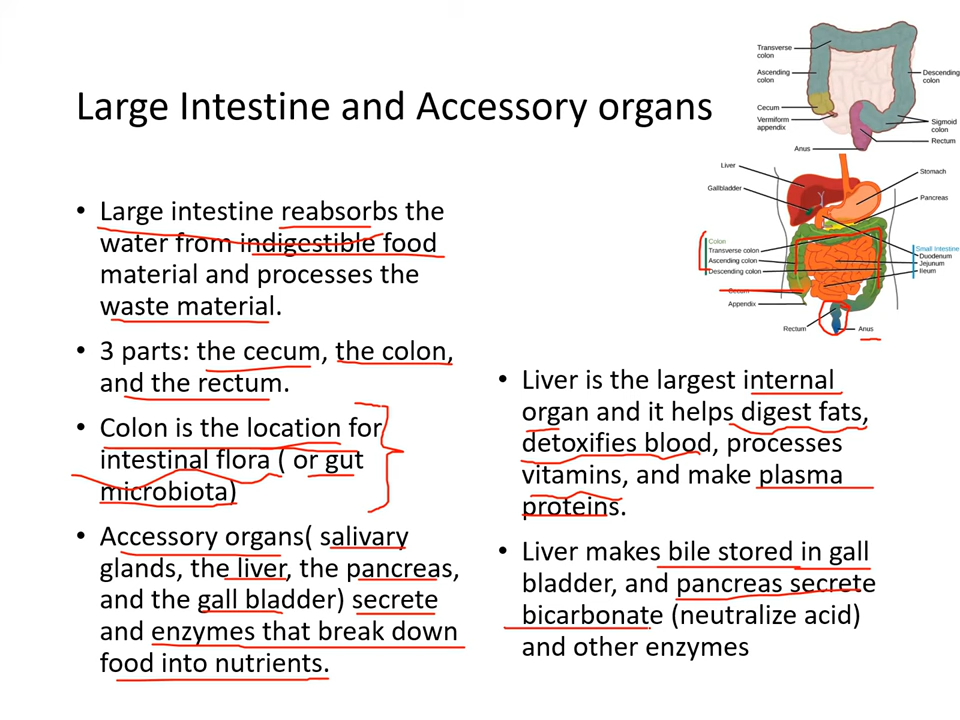 Large Intestine and Accessory organs
• Large intestine reabsorbs the
water from indigestible food
material and processes the
waste material.
• 3 parts: the cecum, the colon,
and the rectum.
• Colon is the location for
intestinal flora ( or gut
microbiota)
• Accessory organs( salivary
glands, the liver, the pancreas,
and the gall bladder) secrete
and enzymes that break down
food into nutrients.
• Liver is the largest internal
organ and it helps digest fats,
detoxifies blood, processes
vitamins, and make plasma
proteins.
• Liver makes bile stored in gall
bladder, and pancreas secrete
bicarbonate (neutralize acid)
and other enzymes
Transverse
colon
Ascending
colon
Cecum
Vermiform
appendix
Anus
Descending
colon
Sigmoid
colon
Rectum
Liver
Gallbladder
Colon
Transverse colon
Ascending colon
Descending colon
Cecum
Appendix
Rectum
Stomach
Pancreas
Small Intestine
Duodenum
Jejunum
Ileum
Anus